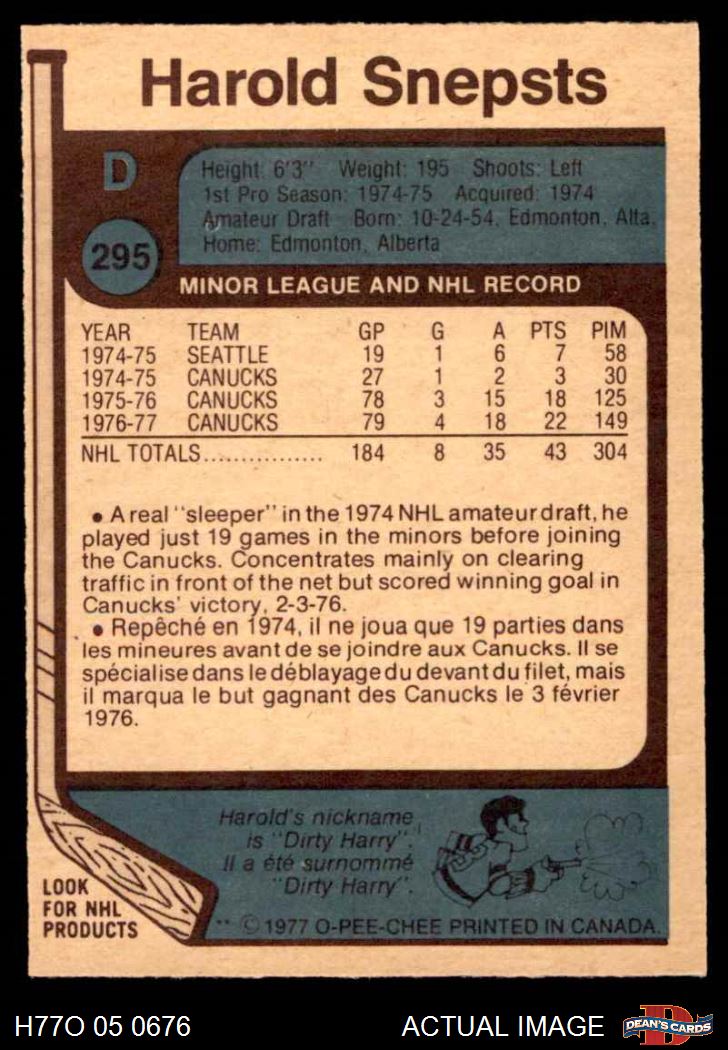 Harold Snepsts
D
295
Height: 6'3" Weight: 195 Shoots: Left
1st Pro Season: 1974-75 Acquired: 1974
Amateur Draft Born: 10-24-54, Edmonton, Alta.
Home: Edmonton, Alberta
MINOR LEAGUE AND NHL RECORD
YEAR TEAM GP G A PTS PIM
1974-75 SEATTLE 19 1 6 7 58
1974-75 CANUCKS 27 1 2 3 30
1975-76 CANUCKS 78 3 15 18 125
1976-77 CANUCKS 79 4 18 22 149
NHL TOTALS................ 184 8 35 43 304
• A real "sleeper" in the 1974 NHL amateur draft, he
played just 19 games in the minors before joining
the Canucks. Concentrates mainly on clearing
traffic in front of the net but scored winning goal in
Canucks' victory, 2-3-76.
• Repêché en 1974, il ne joua que 19 parties dans
les mineures avant de se joindre aux Canucks. Il se
spécialise dans le déblayage du devant du filet, mais
il marqua le but gagnant des Canucks le 3 février
1976.
Harold's nickname
is "Dirty Harry".
Il a été surnommé
"Dirty Harry".
LOOK
FOR NHL
PRODUCTS
** © 1977 O-PEE-CHEE PRINTED IN CANADA.
H77O 05 0676 ACTUAL IMAGE
D
DEAN'S CARDS